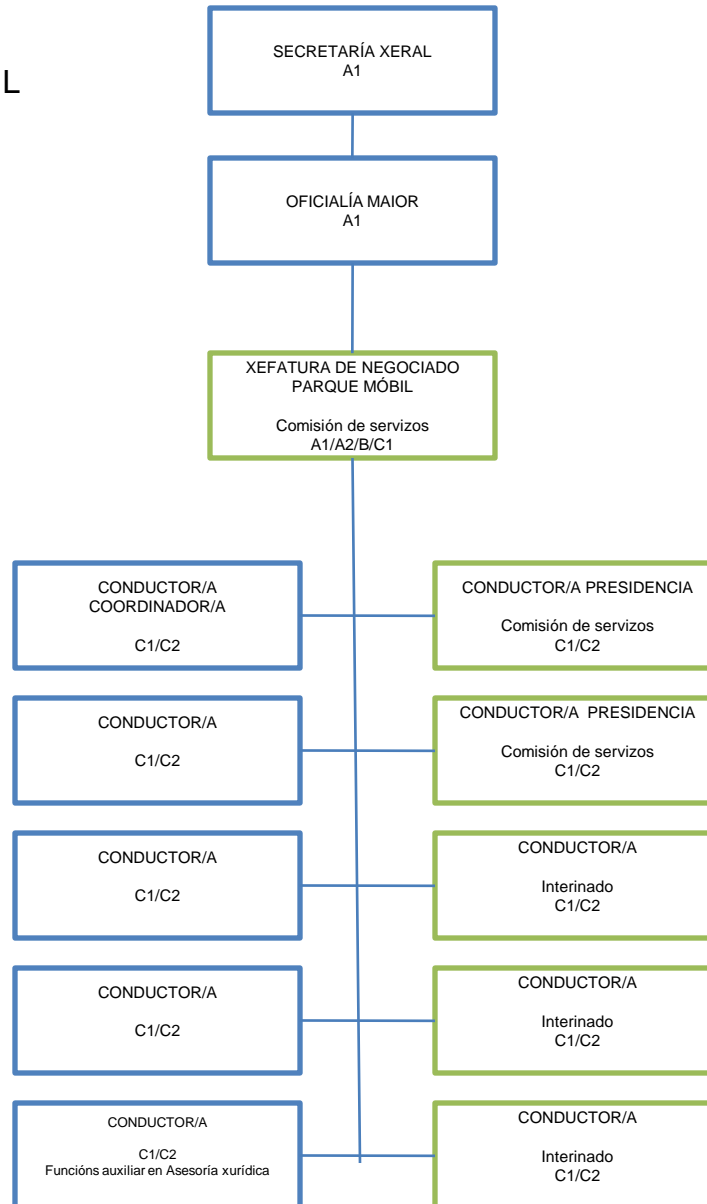 L
SECRETARÍA XERAL
A1
OFICIALÍA MAIOR
A1
XEFATURA DE NEGOCIADO
PARQUE MÓBIL
Comisión de servizos
A1/A2/B/C1
CONDUCTOR/A
COORDINADOR/A
C1/C2
CONDUCTOR/A PRESIDENCIA
Comisión de servizos
C1/C2
CONDUCTOR/A
C1/C2
CONDUCTOR/A PRESIDENCIA
Comisión de servizos
C1/C2
CONDUCTOR/A
C1/C2
CONDUCTOR/A
Interinado
C1/C2
CONDUCTOR/A
C1/C2
CONDUCTOR/A
Interinado
C1/C2
CONDUCTOR/A
C1/C2
Funcións auxiliar en Asesoría xurídica
CONDUCTOR/A
Interinado
C1/C2